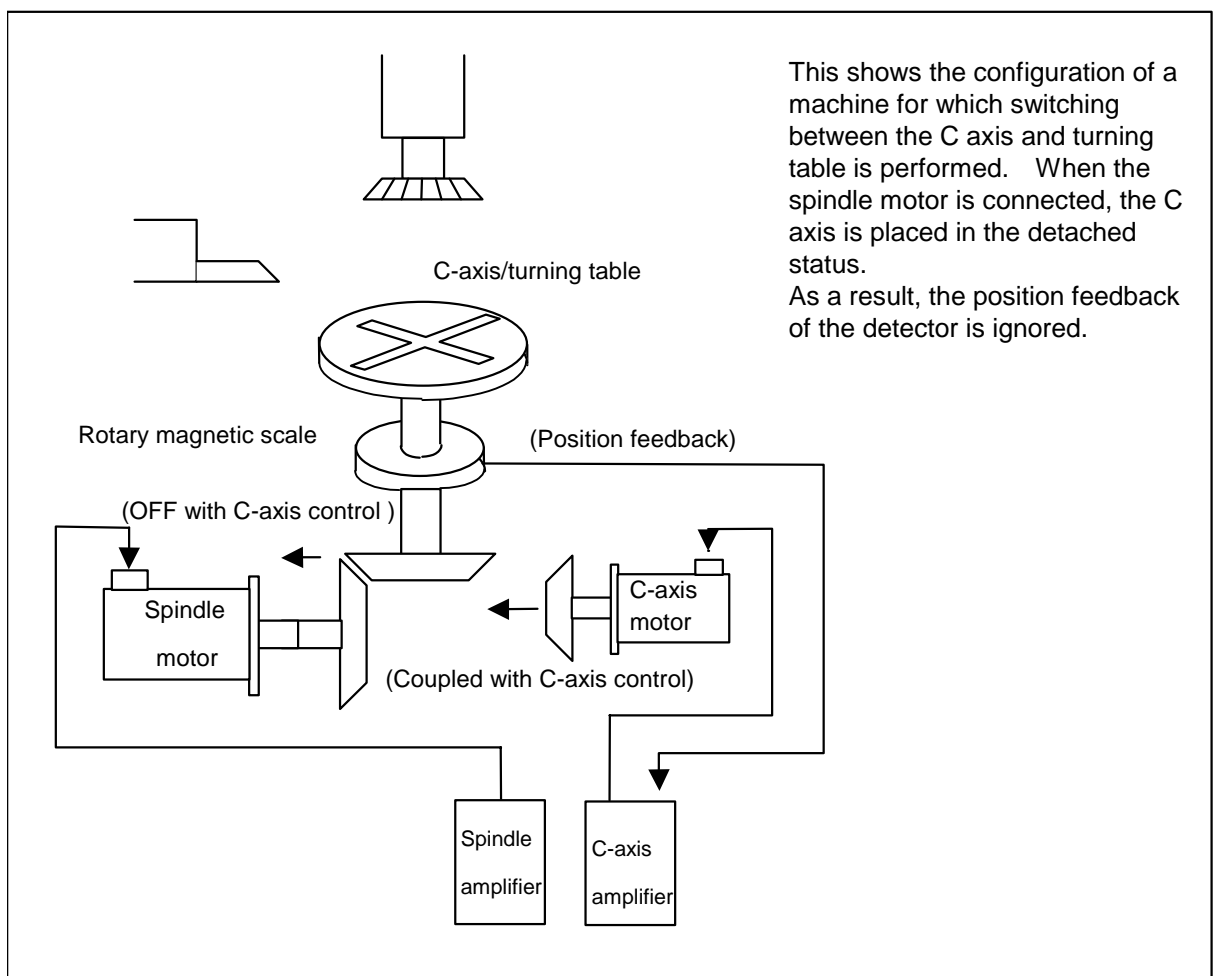 This shows the configuration of a
machine for which switching
between the C axis and turning
table is performed. When the
spindle motor is connected, the C
axis is placed in the detached
status.
As a result, the position feedback
of the detector is ignored.
C-axis/turning table
Rotary magnetic scale
(Position feedback)
(OFF with C-axis control )
Spindle
motor
C-axis
motor
(Coupled with C-axis control)
Spindle
amplifier
C-axis
amplifier